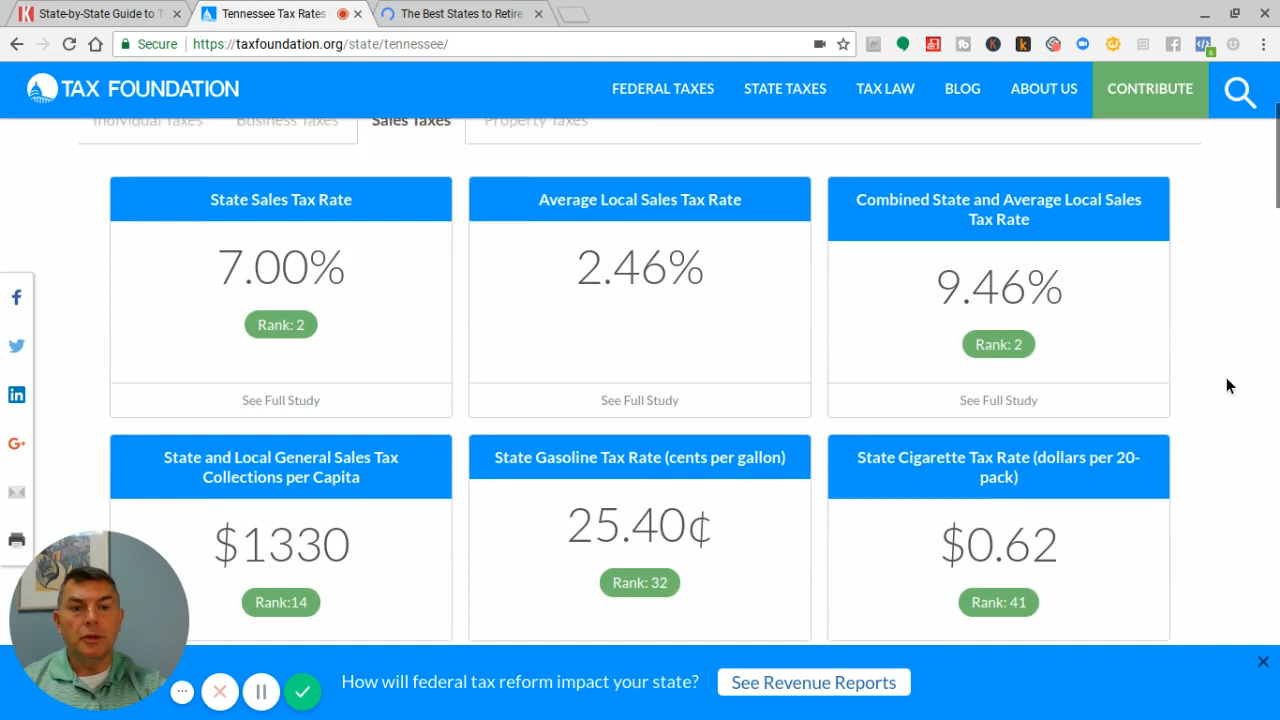 State-by-State Guide to T
Tennessee Tax Rates
The Best States to Retire
Secure
https://taxfoundation.org/state/tennessee/
TAX FOUNDATION
FEDERAL TAXES
STATE TAXES
TAX LAW
BLOG
ABOUT US
CONTRIBUTE
Individual Taxes
Business Taxes
Sales Taxes
Property Taxes
State Sales Tax Rate
7.00%
Rank: 2
See Full Study
Average Local Sales Tax Rate
2.46%
See Full Study
Combined State and Average Local Sales
Tax Rate
9.46%
Rank: 2
See Full Study
State and Local General Sales Tax
Collections per Capita
$1330
Rank:14
State Gasoline Tax Rate (cents per gallon)
25.40¢
Rank: 32
State Cigarette Tax Rate (dollars per 20-
pack)
$0.62
Rank: 41
How will federal tax reform impact your state?
See Revenue Reports